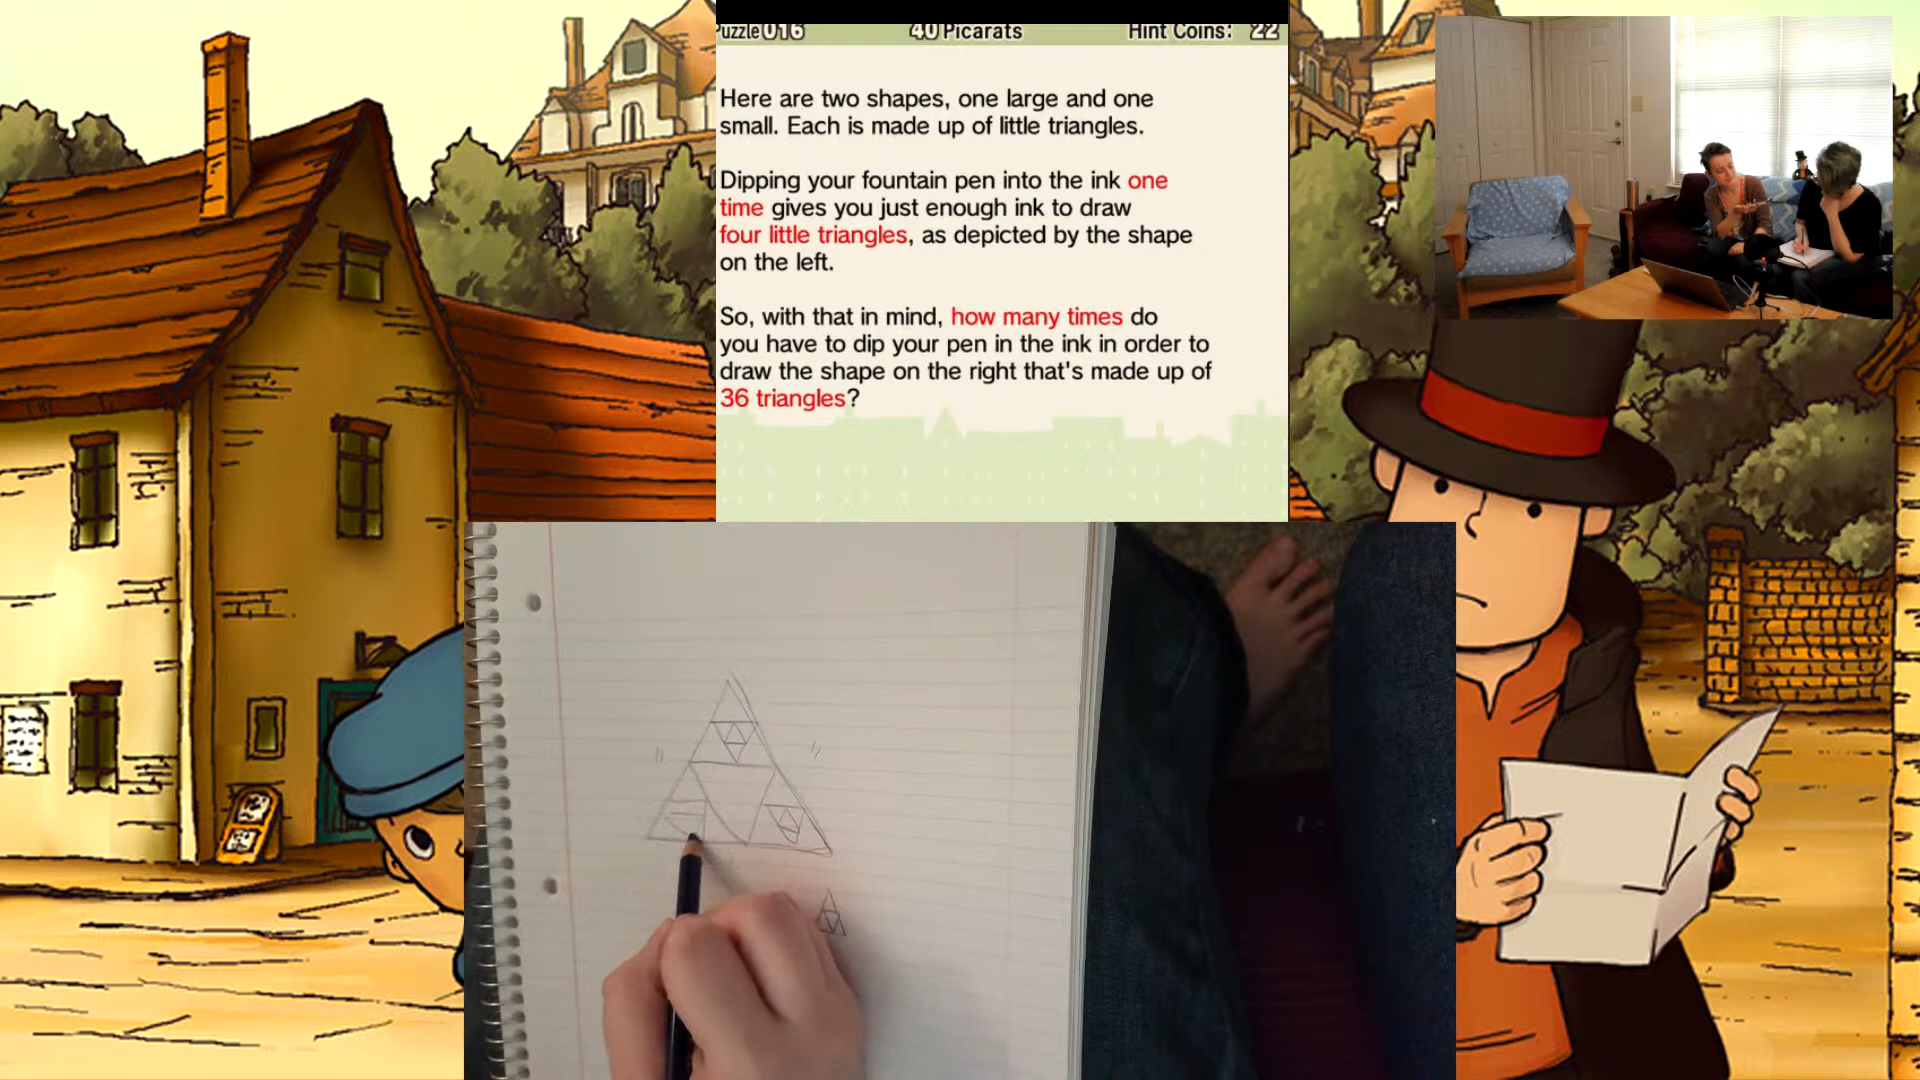 Puzzle 016 40 Picarats Hint Coins: 22
Here are two shapes, one large and one
small. Each is made up of little triangles.
Dipping your fountain pen into the ink one
time gives you just enough ink to draw
four little triangles, as depicted by the shape
on the left.
So, with that in mind, how many times do
you have to dip your pen in the ink in order to
draw the shape on the right that's made up of
36 triangles?